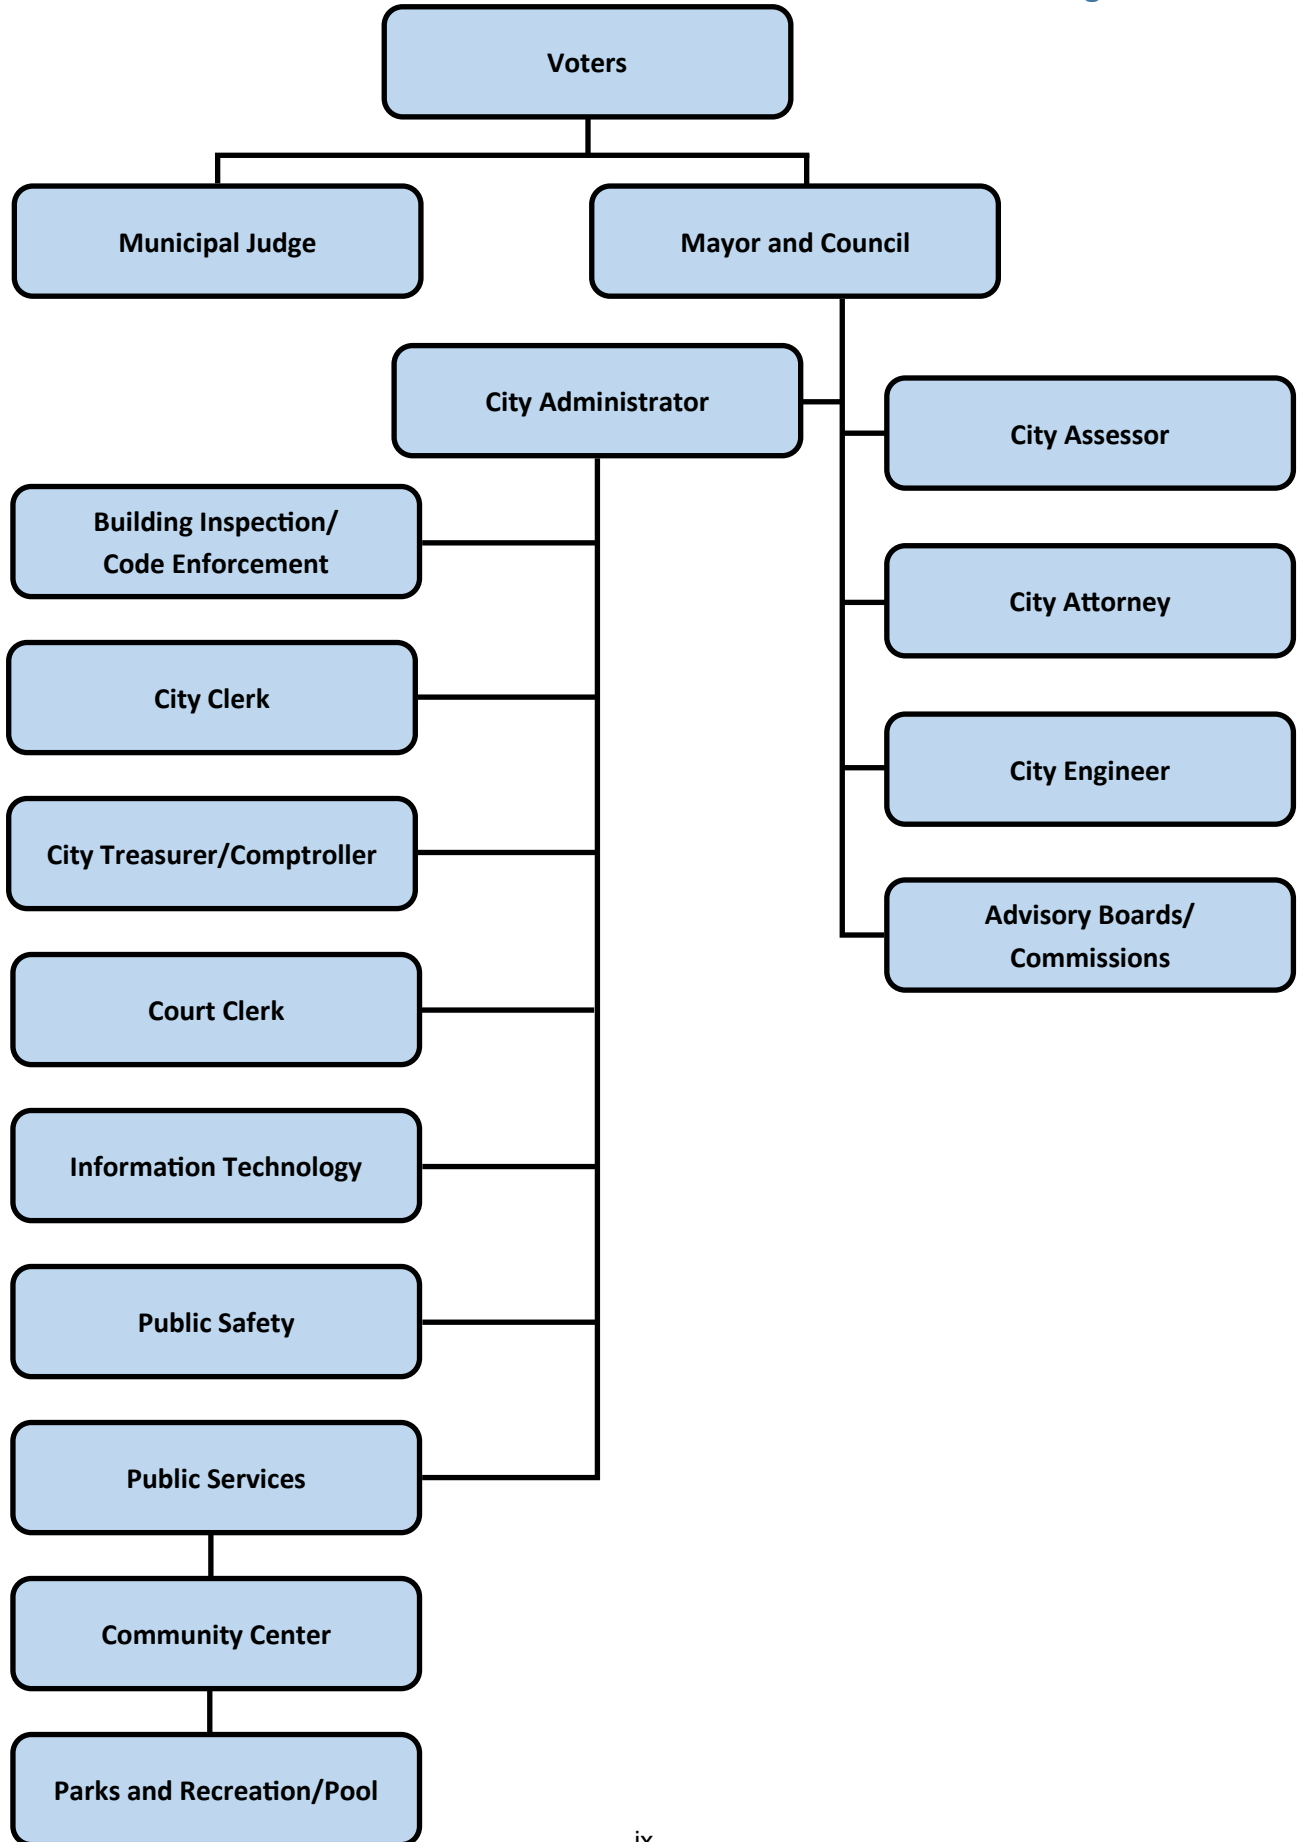 Voters
Municipal Judge
Mayor and Council
City Administrator
City Assessor
Building Inspection/
Code Enforcement
City Attorney
City Clerk
City Engineer
City Treasurer/Comptroller
Advisory Boards/
Commissions
Court Clerk
Information Technology
Public Safety
Public Services
Community Center
Parks and Recreation/Pool
ix